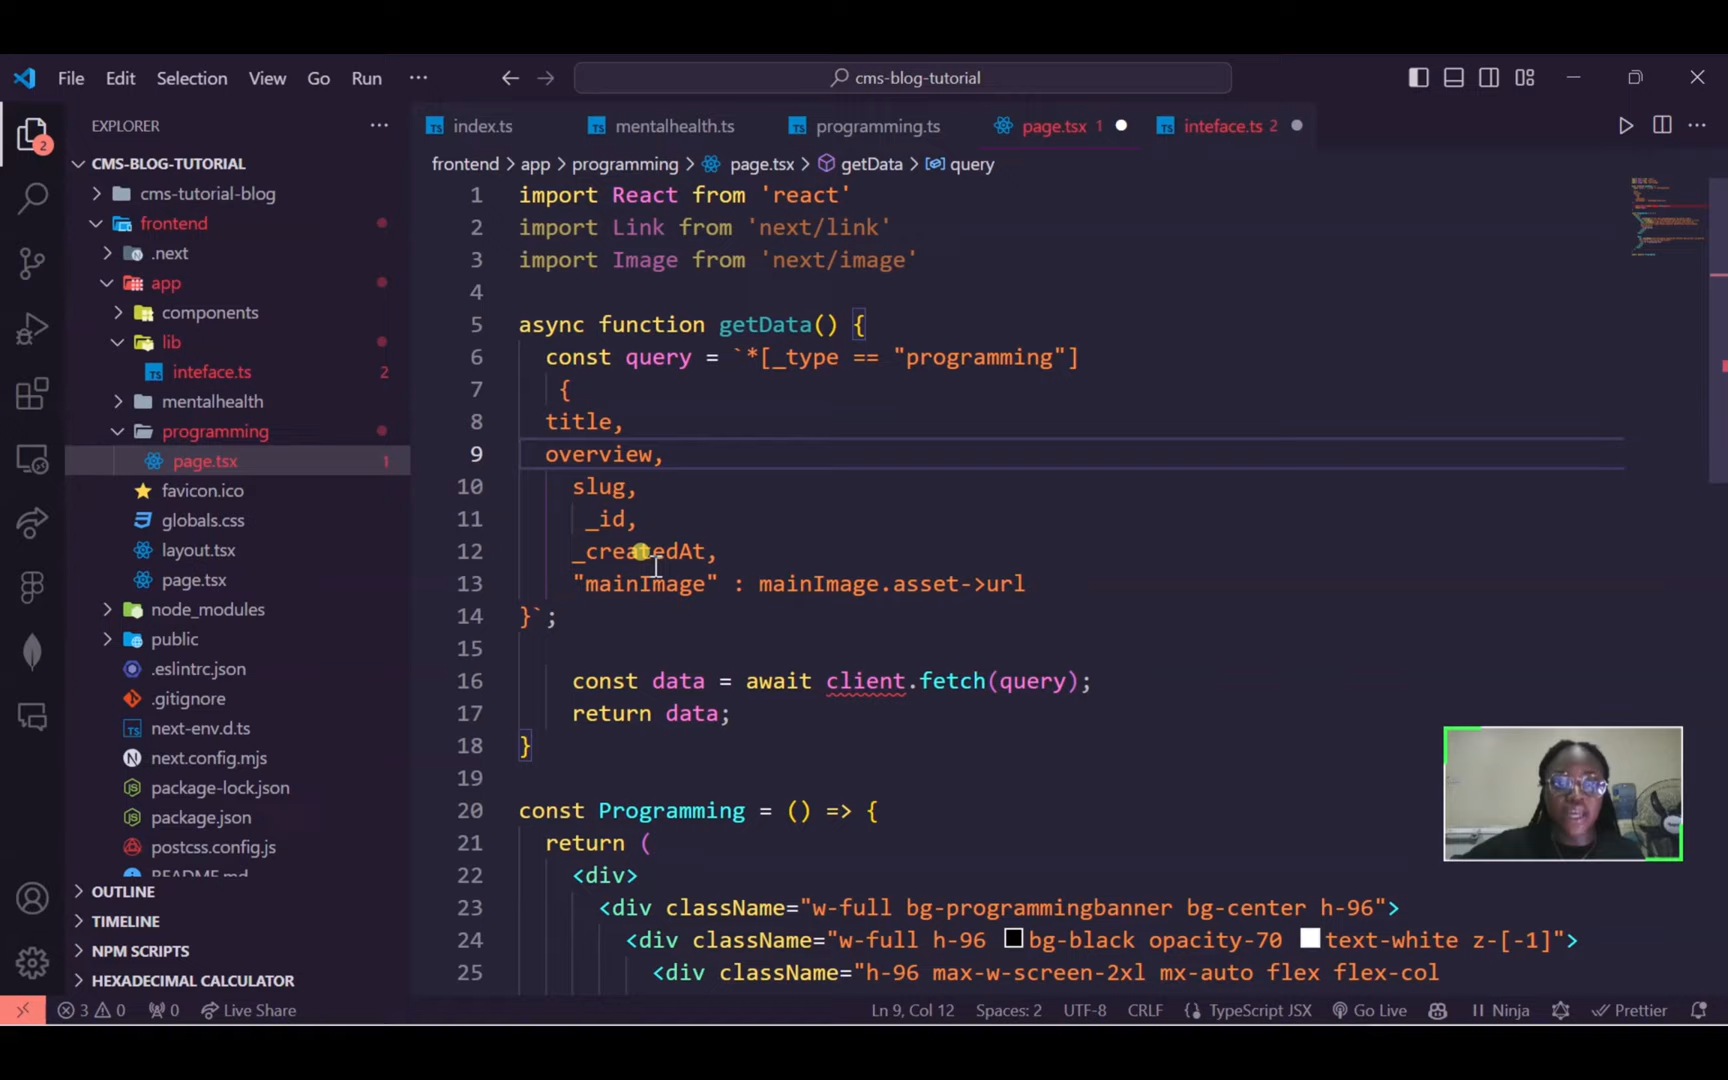 File Edit Selection View Go Run ··· cms-blog-tutorial
EXPLORER ···
2
CMS-BLOG-TUTORIAL
cms-tutorial-blog
frontend
.next
app
components
lib
inteface.ts 2
mentalhealth
programming
page.tsx 1
favicon.ico
globals.css
layout.tsx
page.tsx
node_modules
public
.eslintrc.json
.gitignore
next-env.d.ts
next.config.mjs
package-lock.json
package.json
postcss.config.js
README.md
OUTLINE
TIMELINE
NPM SCRIPTS
HEXADECIMAL CALCULATOR
TS index.ts TS mentalhealth.ts TS programming.ts page.tsx 1 TS inteface.ts 2 ···
frontend > app > programming > page.tsx > getData > query
1 import React from 'react'
2 import Link from 'next/link'
3 import Image from 'next/image'
4
5 async function getData() {
6 const query = `*[_type == "programming"]
7 {
8 title,
9 overview,
10 slug,
11 _id,
12 _createdAt,
13 "mainImage" : mainImage.asset->url
14 }`;
15
16 const data = await client.fetch(query);
17 return data;
18 }
19
20 const Programming = () => {
21 return (
22 <div>
23 <div className="w-full bg-programmingbanner bg-center h-96">
24 <div className="w-full h-96 bg-black opacity-70 text-white z-[-1]">
25 <div className="h-96 max-w-screen-2xl mx-auto flex flex-col
3 0 0 Live Share Ln 9, Col 12 Spaces: 2 UTF-8 CRLF {} TypeScript JSX Go Live Ninja Prettier